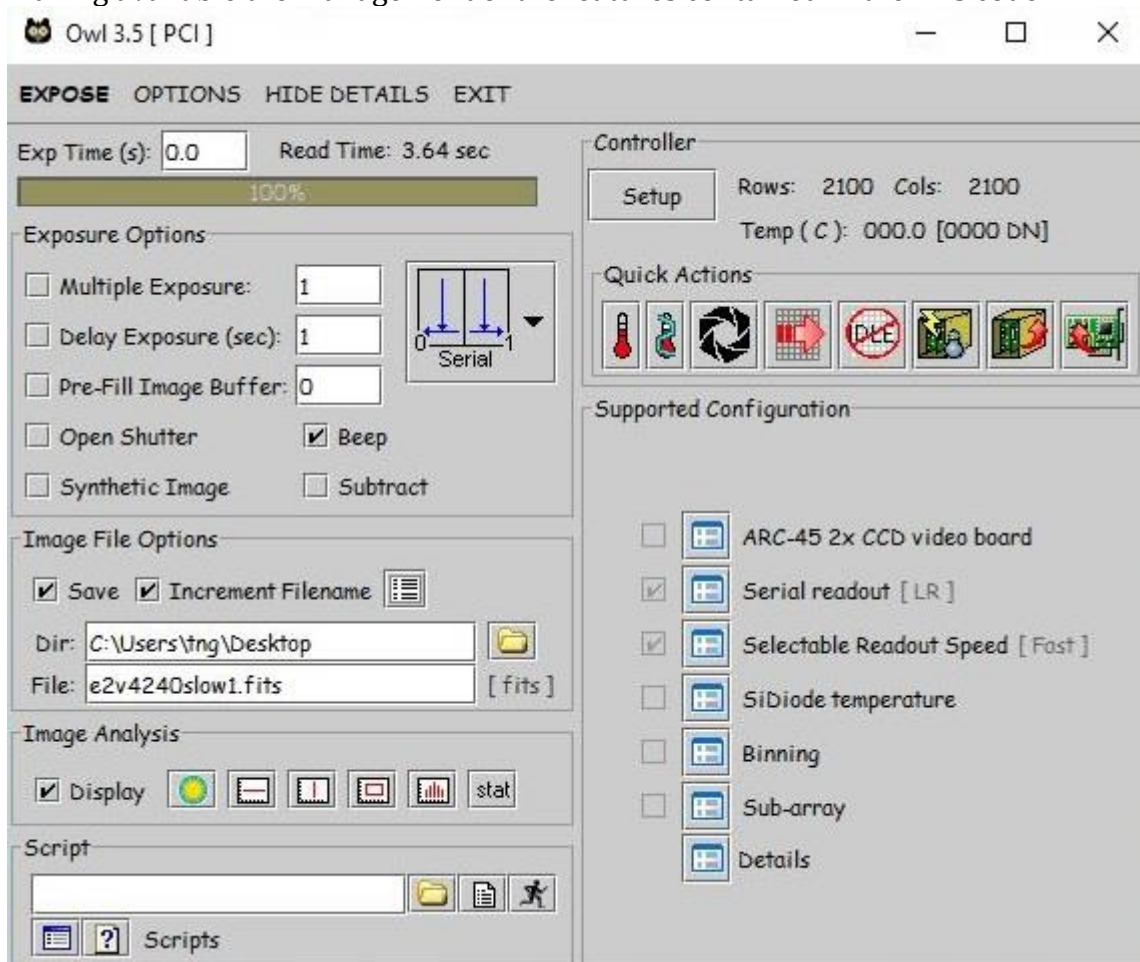 Owl 3.5 [ PCI ]
EXPOSE OPTIONS HIDE DETAILS EXIT
Exp Time (s): 0.0 Read Time: 3.64 sec
100%
Exposure Options
Multiple Exposure: 1
Delay Exposure (sec): 1
Pre-Fill Image Buffer: 0
0 Serial 1
Open Shutter Beep
Synthetic Image Subtract
Image File Options
Save Increment Filename
Dir: C:\Users\tng\Desktop
File: e2v4240slow1.fits [ fits ]
Image Analysis
Display stat
Script
Scripts
Controller
Setup Rows: 2100 Cols: 2100
Temp ( C ): 000.0 [0000 DN]
Quick Actions
IDLE
Supported Configuration
ARC-45 2x CCD video board
Serial readout [ LR ]
Selectable Readout Speed [ Fast ]
SiDiode temperature
Binning
Sub-array
Details